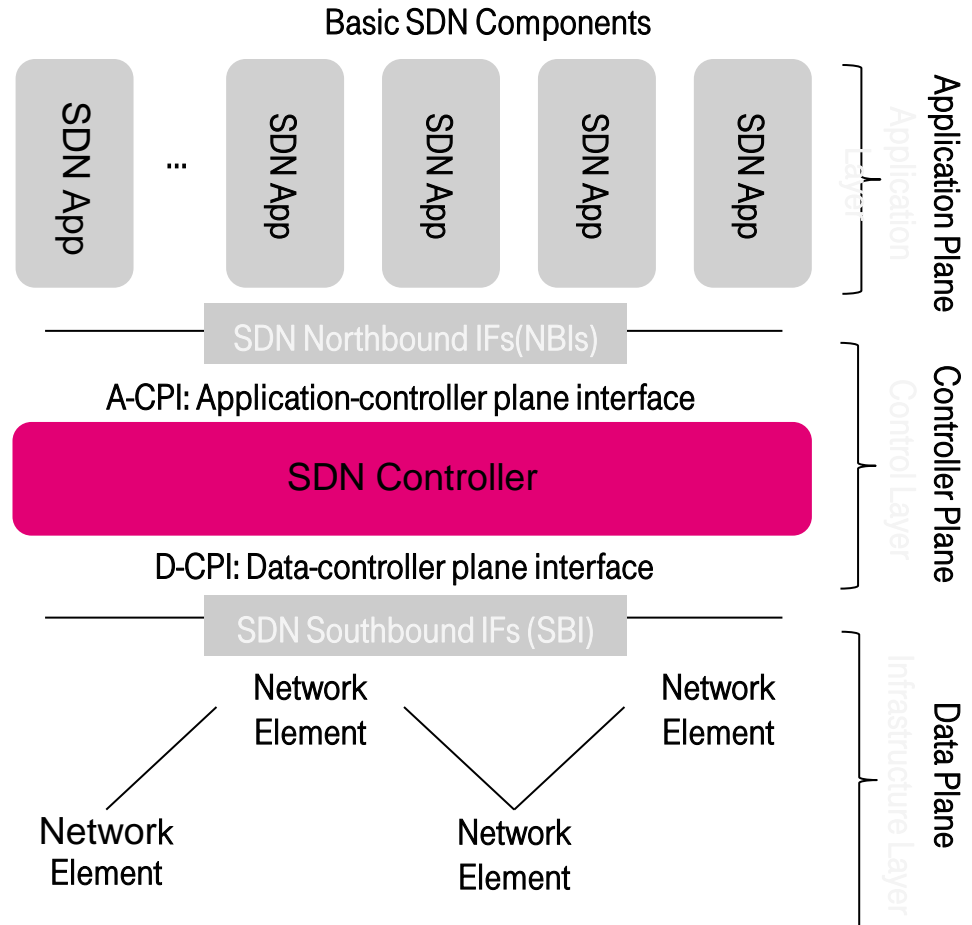 Basic SDN Components
SDN App
...
SDN App
SDN App
SDN App
SDN App
Application Plane
Application
Layer
SDN Northbound IFs(NBIs)
A-CPI: Application-controller plane interface
SDN Controller
D-CPI: Data-controller plane interface
Controller Plane
Control Layer
SDN Southbound IFs (SBI)
Network
Element
Network
Element
Network
Element
Network
Element
Data Plane
Infrastructure Layer